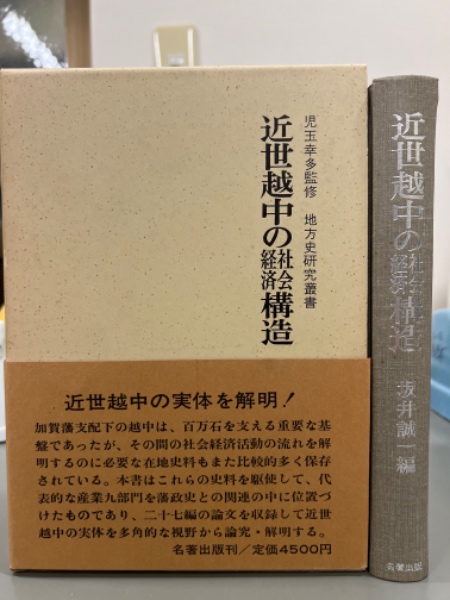 児玉幸多監修 地方史研究叢書
近世越中の社会経済構造
近世越中の実体を解明!
加賀藩支配下の越中は、百万石を支える重要な基
盤であったが、その間の社会経済活動の流れを解
明するのに必要な在地史料もまた比較的多く保存
されている。本書はこれらの史料を駆使して、代
表的な産業九部門を藩政史との関連の中に位置づ
けたものであり、二十七編の論文を収録して近世
越中の実体を多角的な視野から論究・解明する。
名著出版刊/定価4500円
近世越中の社会経済構造
坂井誠一編
名著出版